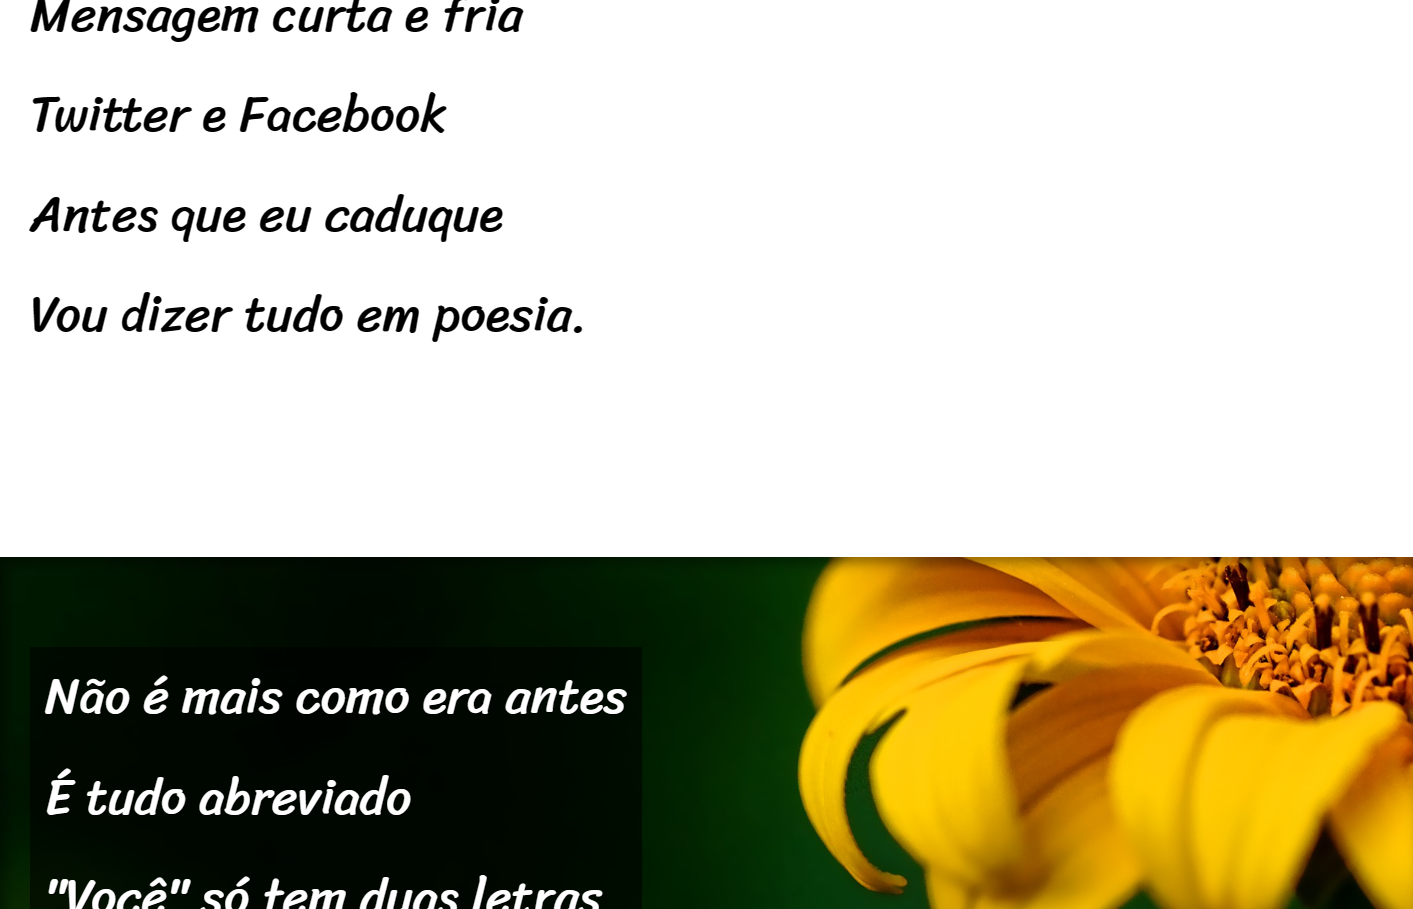 Mensagem curta e fria
Twitter e Facebook
Antes que eu caduque
Vou dizer tudo em poesia.
Não é mais como era antes
É tudo abreviado
"Você" só tem duas letras